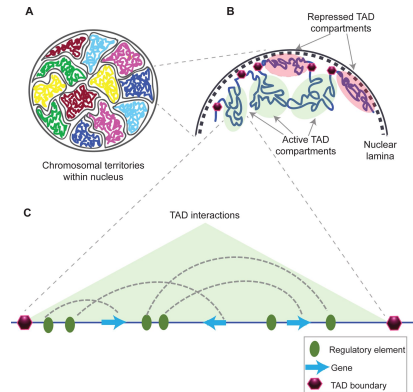 A
B
Repressed TAD
compartments
Chromosomal territories
within nucleus
Active TAD
compartments
Nuclear
lamina
C
TAD interactions
Regulatory element
Gene
TAD boundary